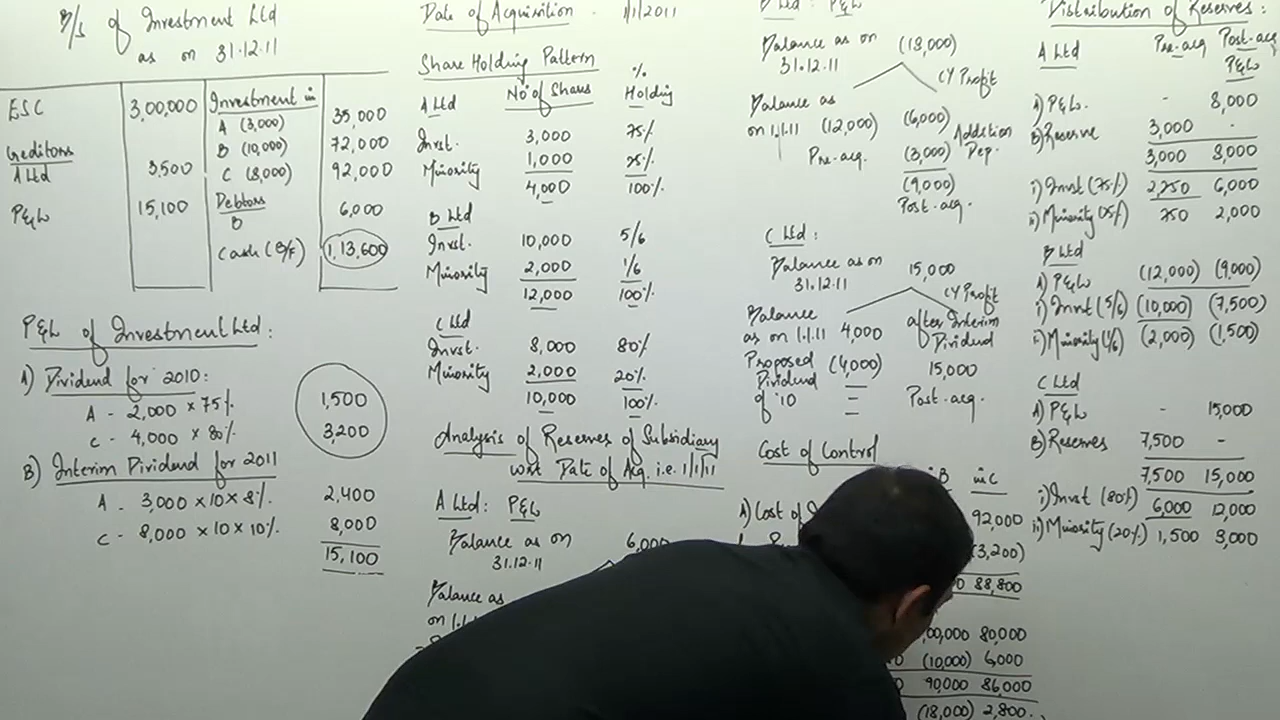 B/S of Investment Ltd
as on 31.12.11
ESC 3,00,000 Investment in
A (3,000) 35,000
B (10,000) 72,000
Creditors
A Ltd 3,500 C (8,000) 92,000
P&L 15,100 Debtors
B 6,000
Cash (B/F) 1,13,600
P&L of Investment Ltd:
A) Dividend for 2010:
A - 2,000 × 75% 1,500
C - 4,000 × 80% 3,200
B) Interim Dividend for 2011
A - 3,000 × 10 × 8% 2,400
C - 8,000 × 10 × 10% 8,000
15,100
Date of Acquisition - 1/1/2011
Share Holding Pattern
A Ltd No of Shares % Holding
Invst. 3,000 75%
Minority 1,000 25%
4,000 100%
B Ltd
Invst. 10,000 5/6
Minority 2,000 1/6
12,000 100%
C Ltd
Invst. 8,000 80%
Minority 2,000 20%
10,000 100%
Analysis of Reserves of Subsidiary
wrt Date of Acq. i.e 1/1/11
A Ltd: P&L
Balance as on 6,000
31.12.11
Balance as
on 1.1.1
B Ltd: P&L
Balance as on (18,000)
31.12.11
CY Profit
Balance as
on 1.1.11 (12,000) (6,000)
Pre-acq. (3,000) Addition Dep.
(9,000)
Post-acq.
C Ltd:
Balance as on 15,000
31.12.11
CY Profit
after Interim
Dividend
15,000
Post-acq.
Balance
as on 1.1.11 4,000
Proposed (4,000)
Dividend
of '10
Cost of Control
B in C
A) Cost of 92,000
(3,200)
0 88,800
,00,000 80,000
(10,000) 6,000
90,000 86,000
(18,000) 2,800
Distribution of Reserves:
A Ltd Pre-acq Post-acq
P&L
A) P&L. - 8,000
B) Reserve 3,000 -
3,000 8,000
i) Invst (75%) 2,250 6,000
ii) Minority (25%) 750 2,000
B Ltd
A) P&L (12,000) (9,000)
i) Invst (5/6) (10,000) (7,500)
ii) Minority (1/6) (2,000) (1,500)
C Ltd
A) P&L - 15,000
B) Reserves 7,500 -
7,500 15,000
i) Invst (80%) 6,000 12,000
ii) Minority (20%) 1,500 3,000